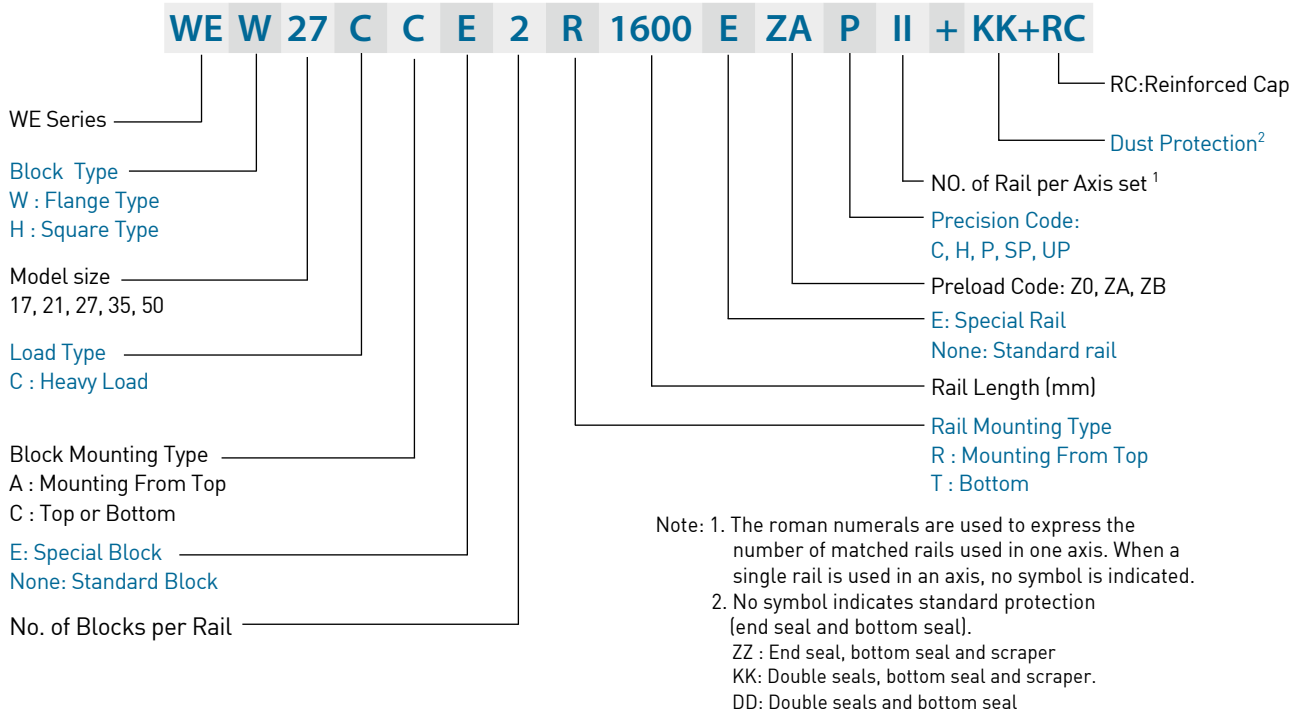 WE W 27 C C E 2 R 1600 E ZA P II + KK+RC
WE Series
Block Type
W : Flange Type
H : Square Type
Model size
17, 21, 27, 35, 50
Load Type
C : Heavy Load
Block Mounting Type
A : Mounting From Top
C : Top or Bottom
E: Special Block
None: Standard Block
No. of Blocks per Rail
RC:Reinforced Cap
Dust Protection2
NO. of Rail per Axis set 1
Precision Code:
C, H, P, SP, UP
Preload Code: Z0, ZA, ZB
E: Special Rail
None: Standard rail
Rail Length (mm)
Rail Mounting Type
R : Mounting From Top
T : Bottom
Note: 1. The roman numerals are used to express the
number of matched rails used in one axis. When a
single rail is used in an axis, no symbol is indicated.
2. No symbol indicates standard protection
(end seal and bottom seal).
ZZ : End seal, bottom seal and scraper
KK: Double seals, bottom seal and scraper.
DD: Double seals and bottom seal